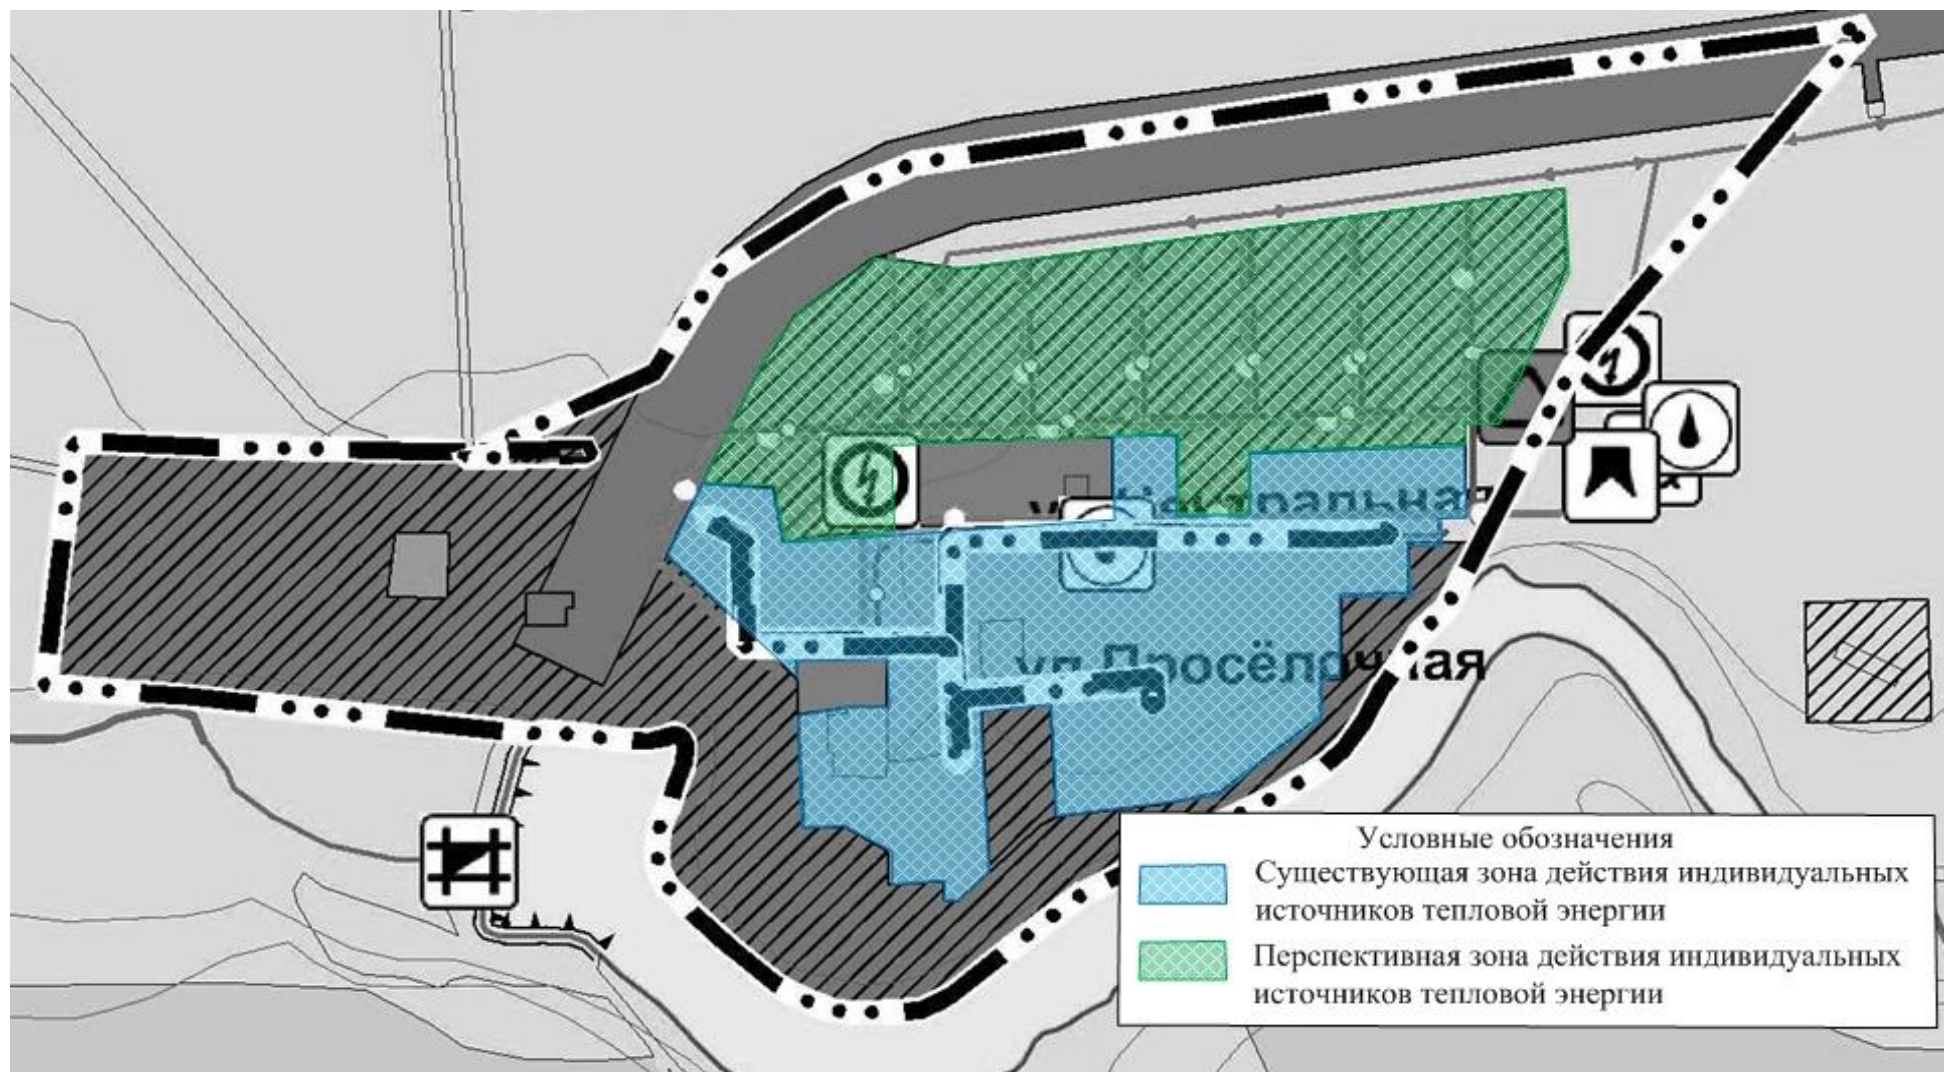 ул Центральная
ул Просёлочная
Условные обозначения
Существующая зона действия индивидуальных
источников тепловой энергии
Перспективная зона действия индивидуальных
источников тепловой энергии